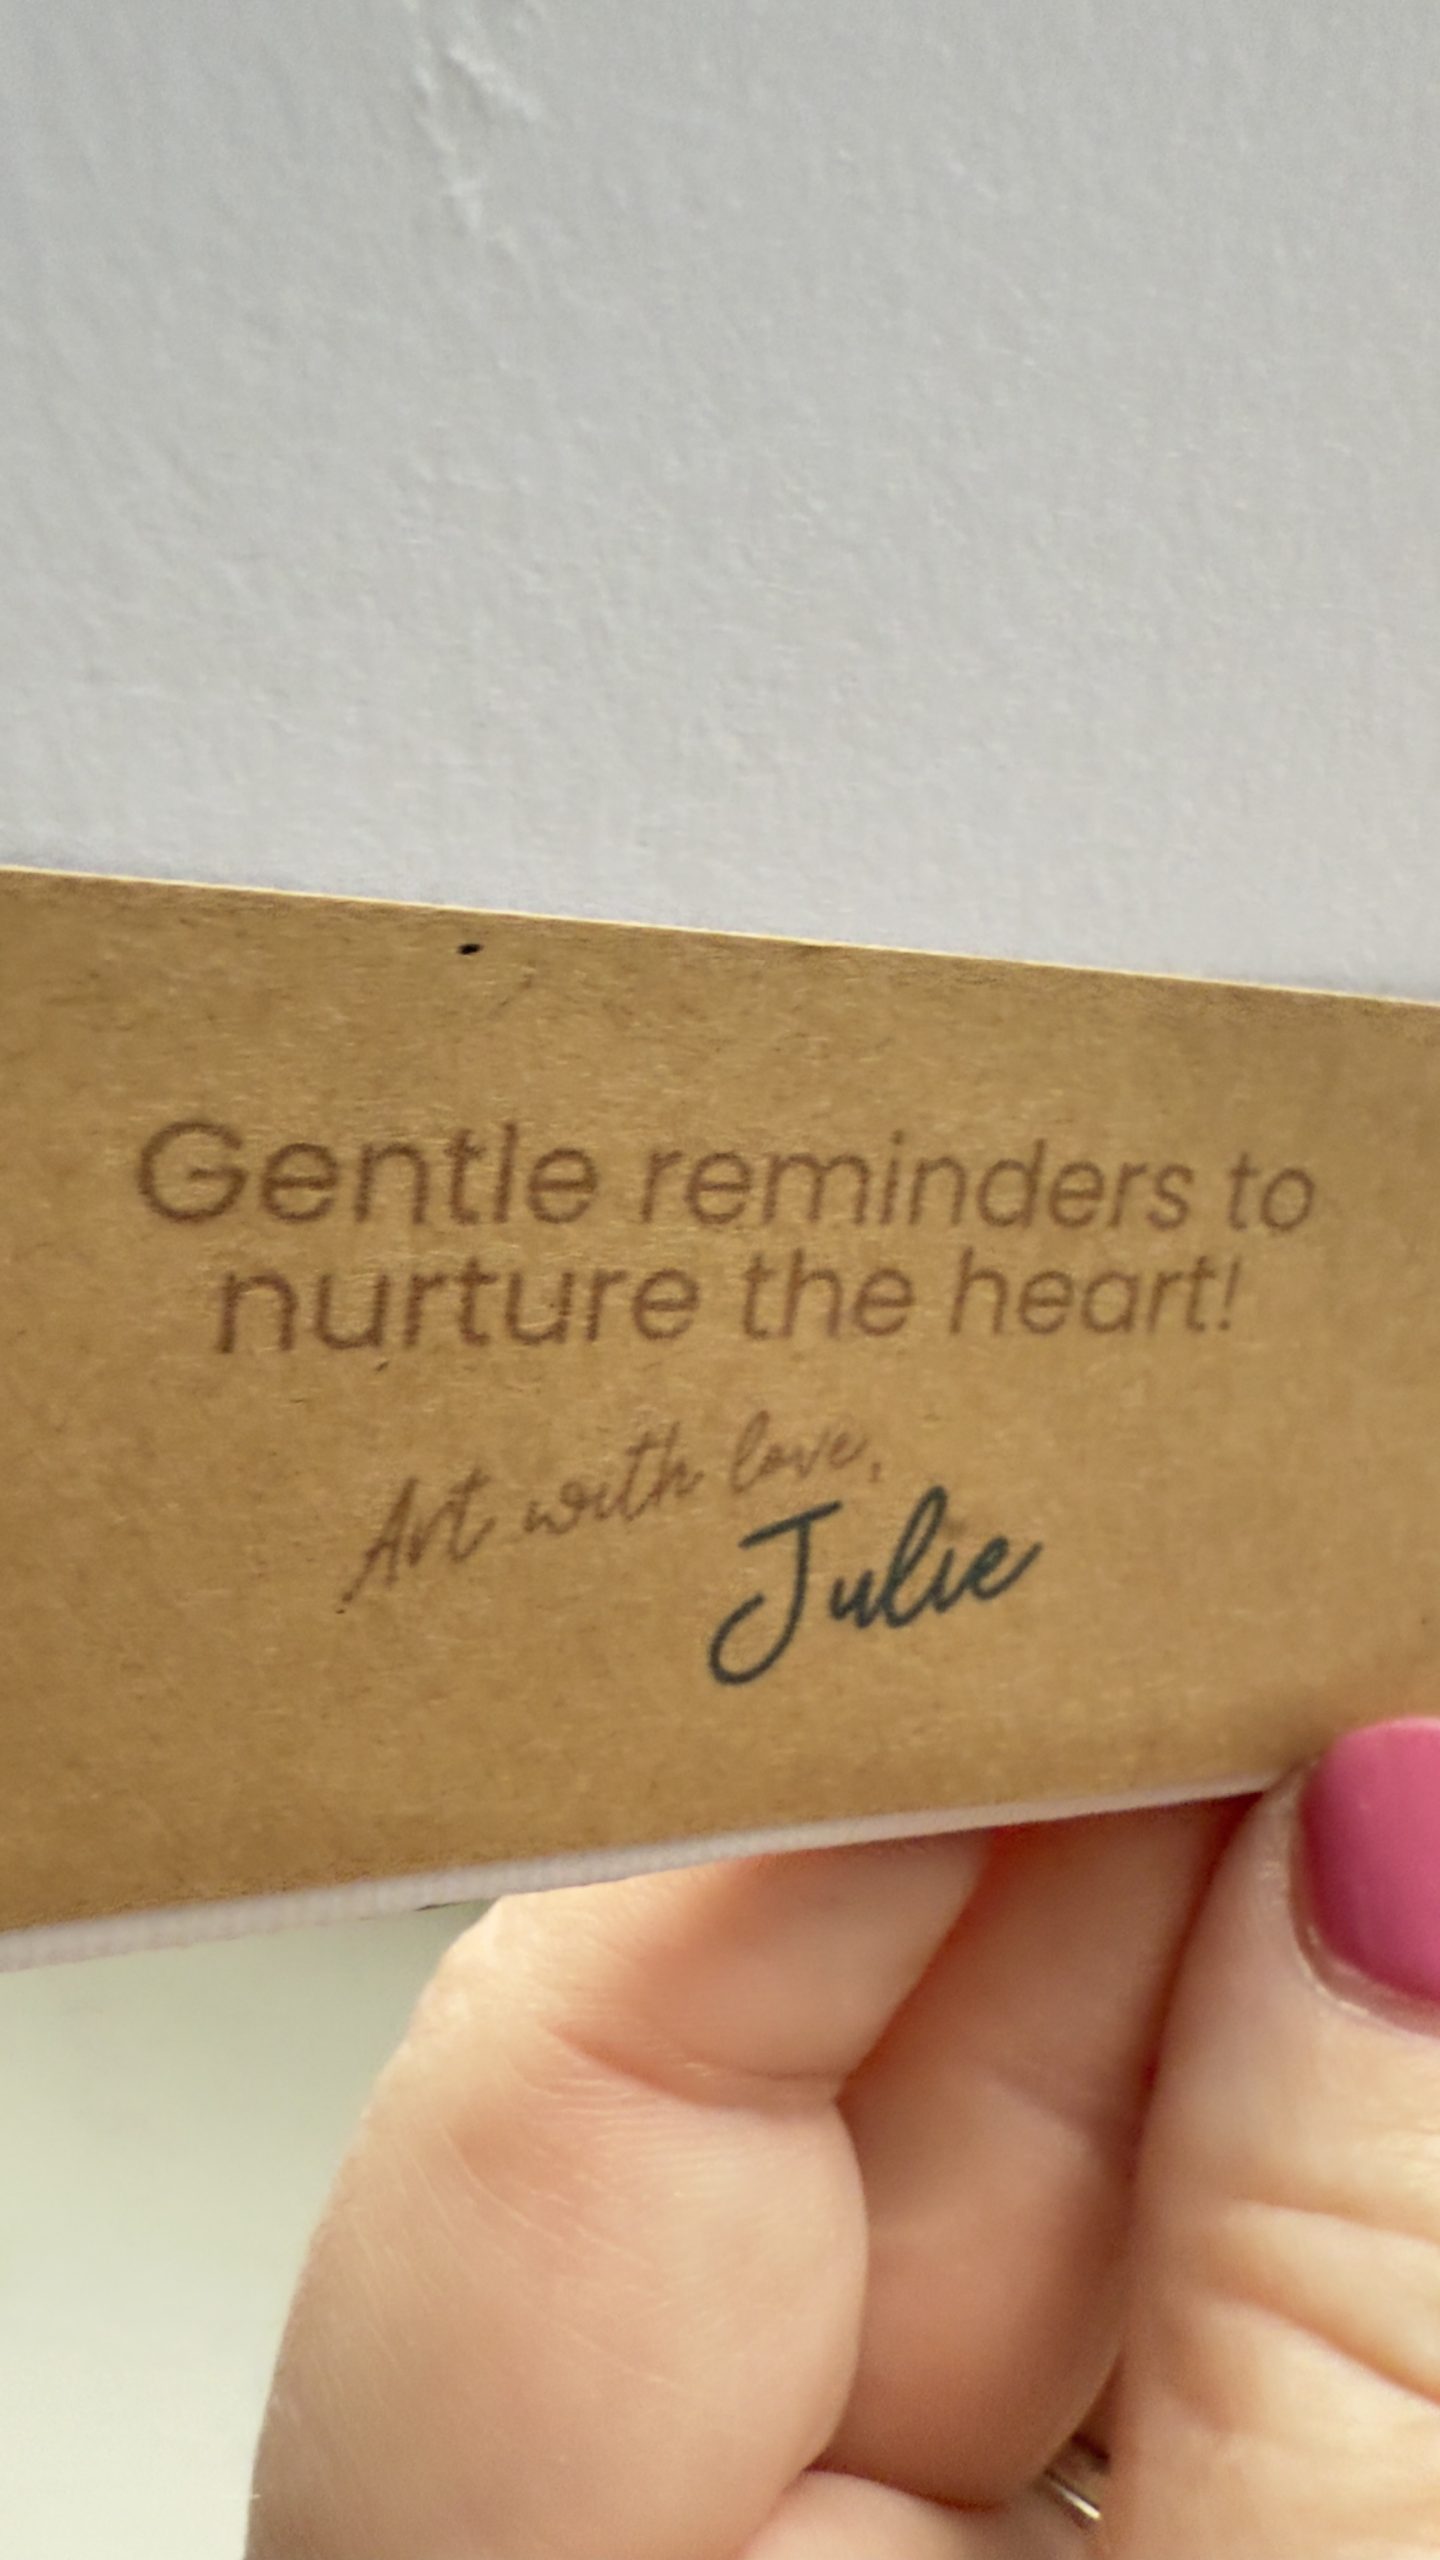 Gentle reminders to
nurture the heart!
Art with love,
Julie